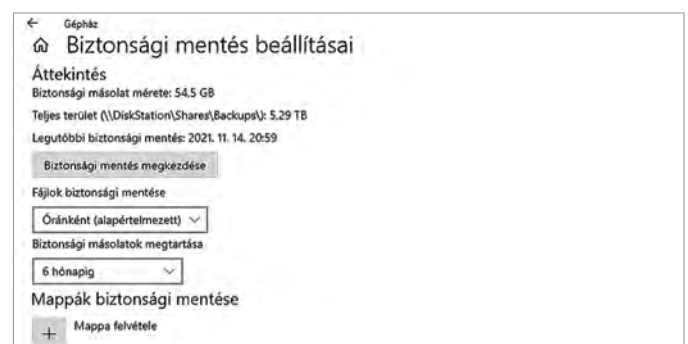 Gépház
Biztonsági mentés beállításai
Áttekintés
Biztonsági másolat mérete: 54,5 GB
Teljes terület (\\DiskStation\Shares\Backups\): 5,29 TB
Legutóbbi biztonsági mentés: 2021. 11. 14. 20:59
Biztonsági mentés megkezdése
Fájlok biztonsági mentése
Óránként (alapértelmezett)
Biztonsági másolatok megtartása
6 hónapig
Mappák biztonsági mentése
Mappa felvétele